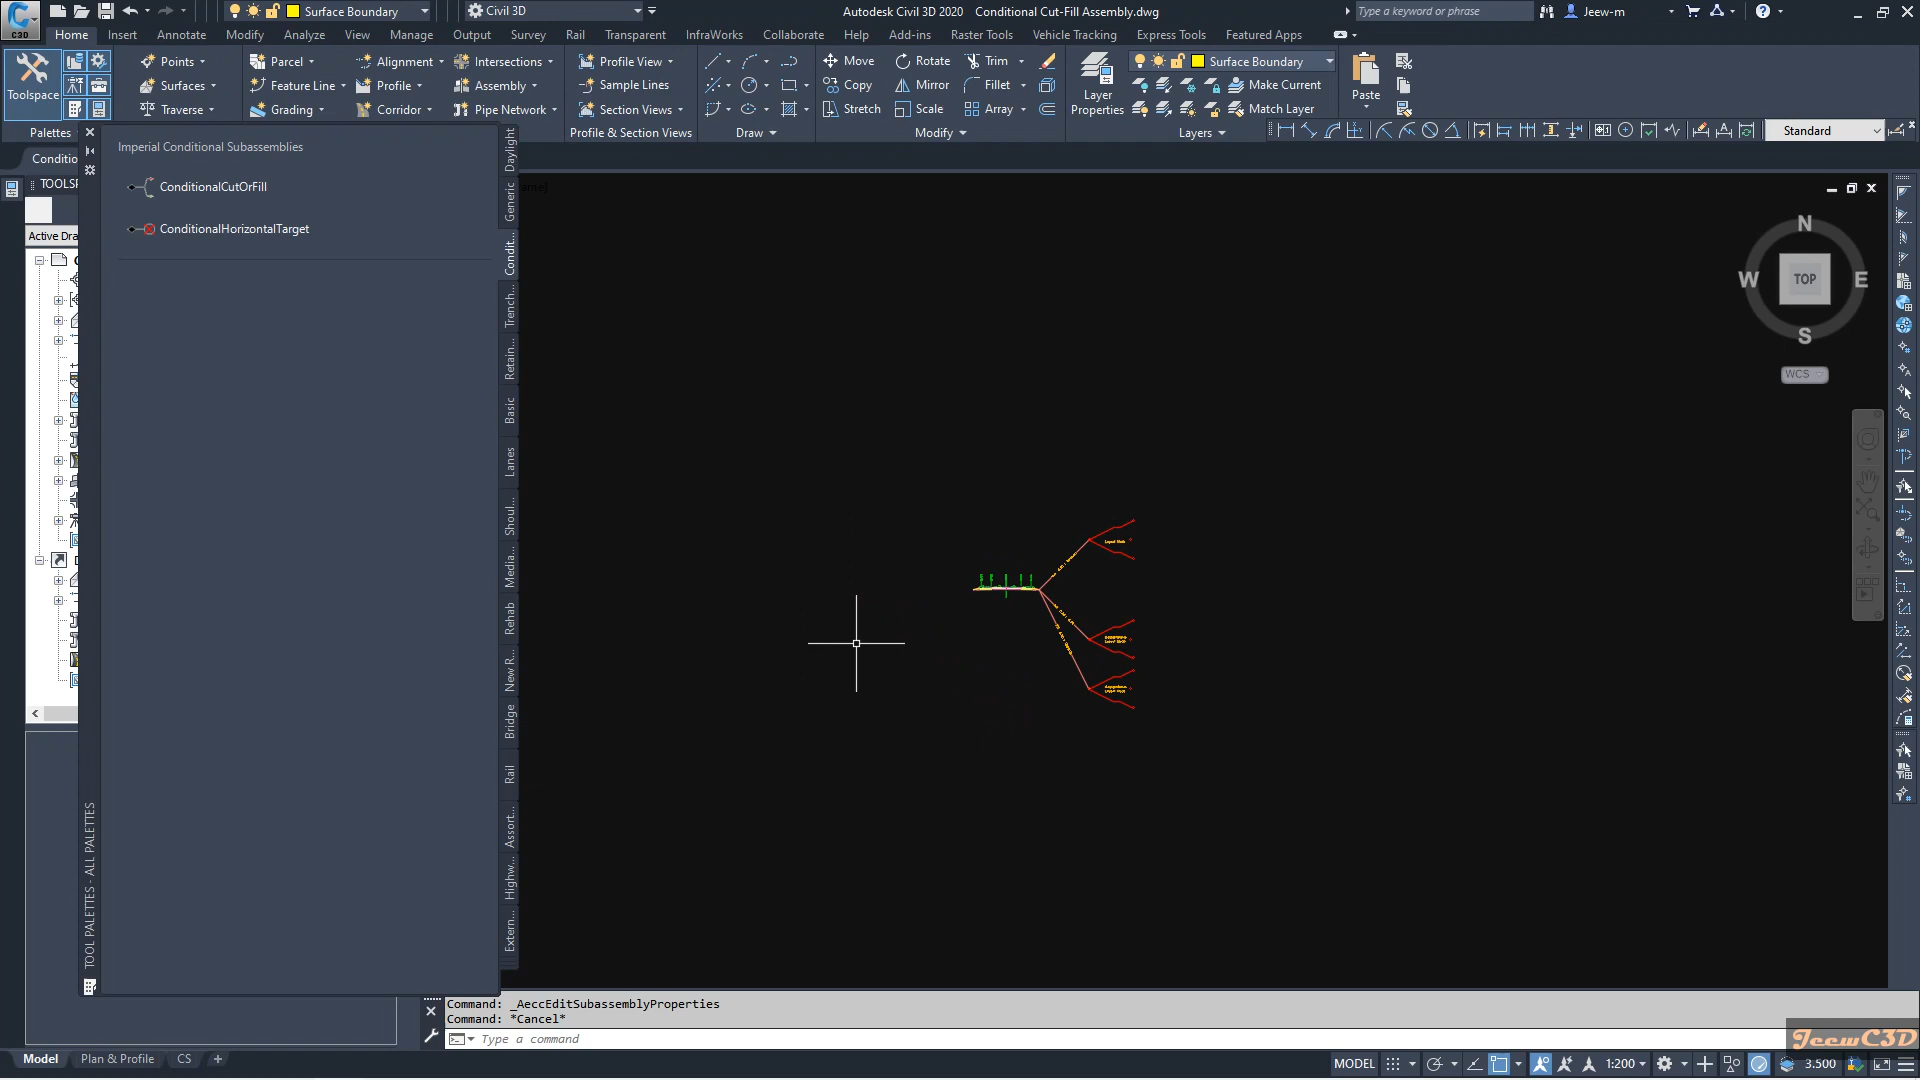 Surface Boundary
Civil 3D
Autodesk Civil 3D 2020 Conditional Cut-Fill Assembly.dwg
Type a keyword or phrase
Jeew-m
C3D
Home Insert Annotate Modify Analyze View Manage Output Survey Rail Transparent InfraWorks Collaborate Help Add-ins Raster Tools Vehicle Tracking Express Tools Featured Apps
Toolspace
Palettes
Points
Surfaces
Traverse
Parcel
Feature Line
Grading
Alignment
Profile
Corridor
Intersections
Assembly
Pipe Network
Profile View
Sample Lines
Section Views
Profile & Section Views
Draw
Move
Copy
Stretch
Rotate
Mirror
Scale
Trim
Fillet
Array
Modify
Layer
Properties
Surface Boundary
Make Current
Match Layer
Layers
Paste
Standard
Conditio
TOOLSP
Active Dra
Imperial Conditional Subassemblies
ConditionalCutOrFill
ConditionalHorizontalTarget
Daylight
Generic
Condit...
Trench...
Retain...
Basic
Lanes
Shoul...
Media...
Rehab
New R...
Bridge
Rail
Assort...
Highw...
Extern...
TOOL PALETTES - ALL PALETTES
N
W
TOP
E
S
WCS
Command: _AeccEditSubassemblyProperties
Command: *Cancel*
Type a command
JeewC3D
Model
Plan & Profile
CS
MODEL
1:200
3.500